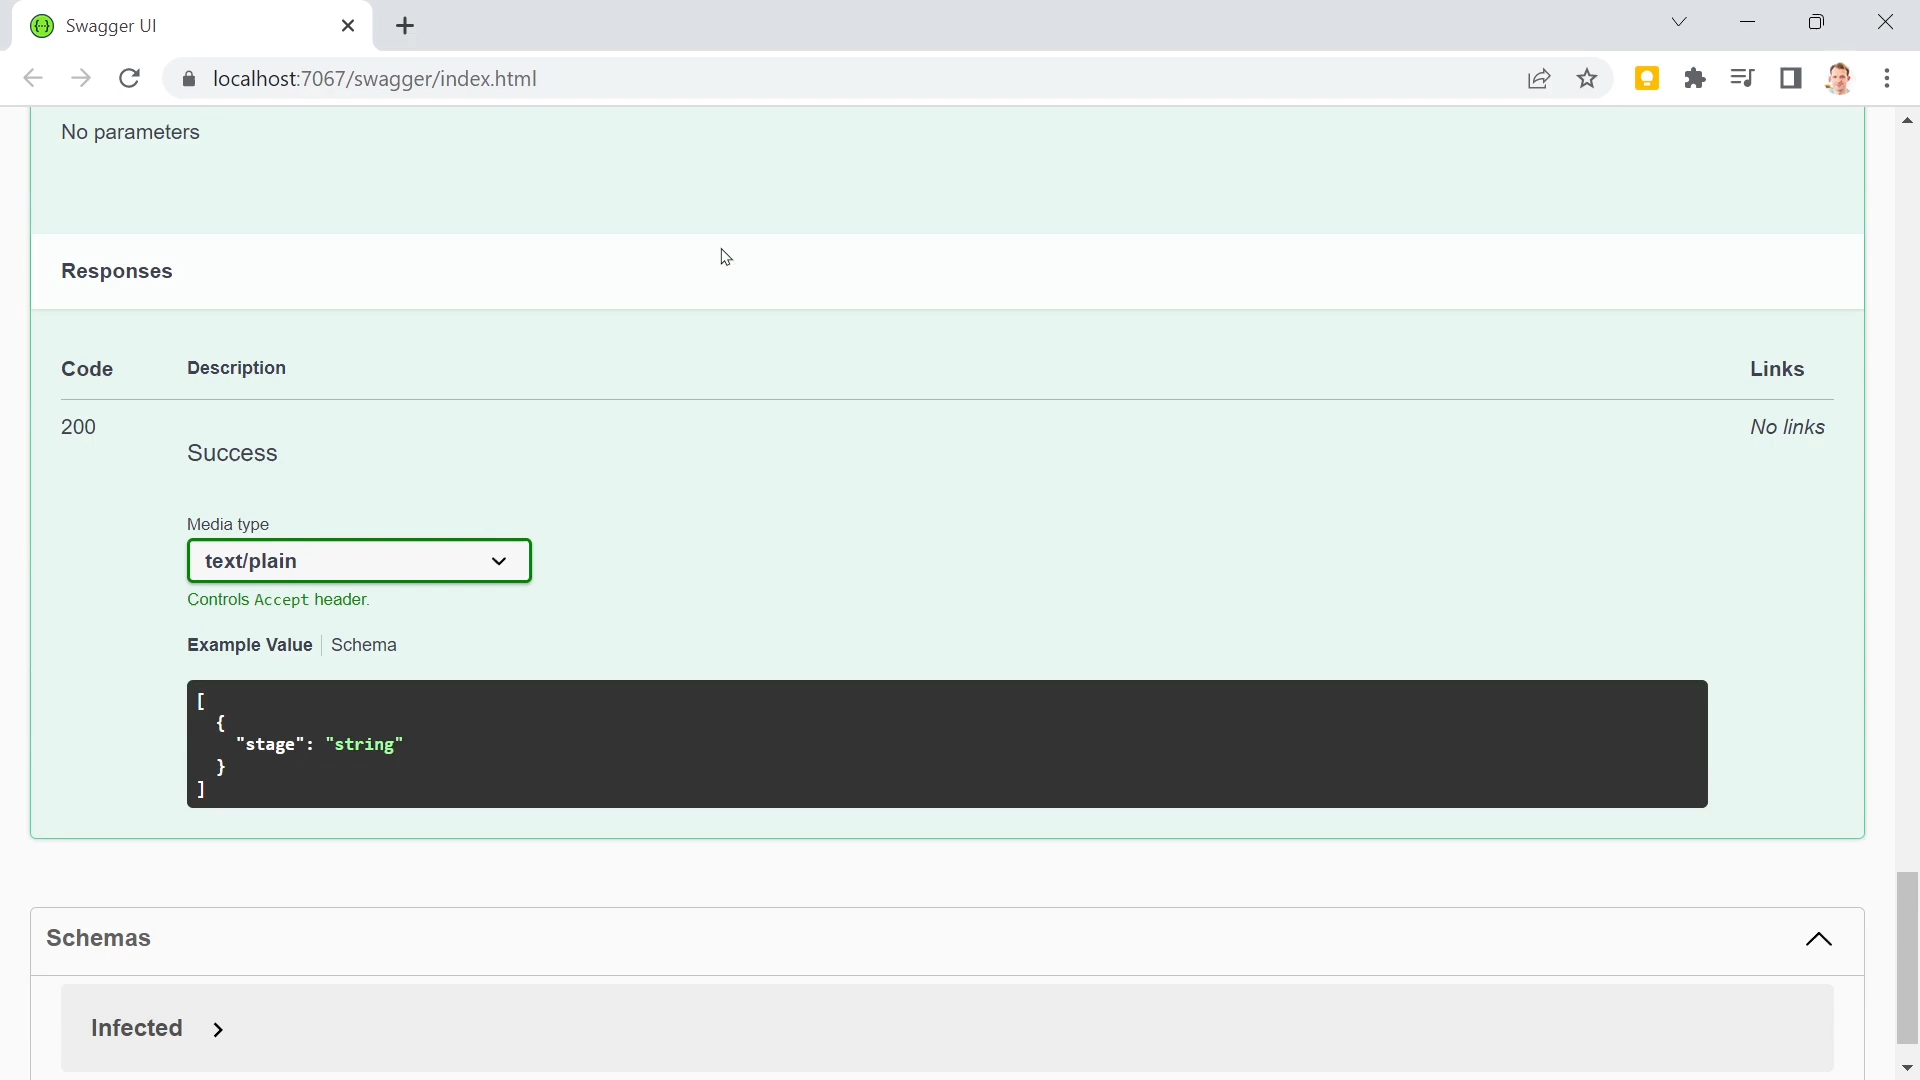 Swagger UI
localhost:7067/swagger/index.html
No parameters
Responses
Code Description Links
200 No links
Success
Media type
text/plain
Controls Accept header.
Example Value Schema
[
{
"stage": "string"
}
]
Schemas
Infected